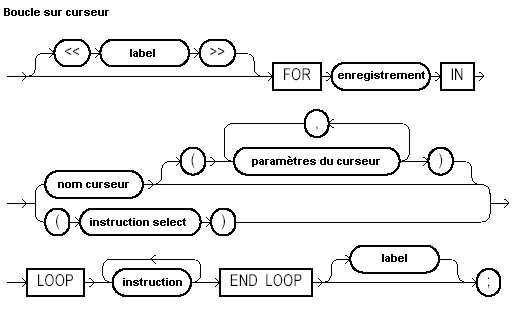 Boucle sur curseur
<< label >>
FOR enregistrement IN
,
( paramètres du curseur )
nom curseur
( instruction select )
label
LOOP instruction END LOOP ;